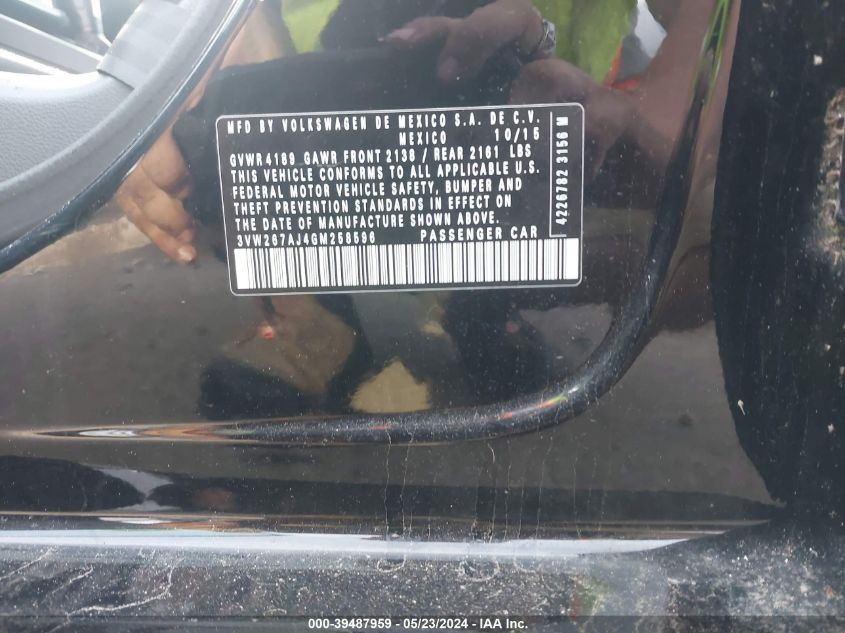 MFD BY VOLKSWAGEN DE MEXICO S.A. DE C.V.
MEXICO 10/15
GVWR 4189 GAWR FRONT 2138 / REAR 2161 LBS
THIS VEHICLE CONFORMS TO ALL APPLICABLE U.S.
FEDERAL MOTOR VEHICLE SAFETY, BUMPER AND
THEFT PREVENTION STANDARDS IN EFFECT ON
THE DATE OF MANUFACTURE SHOWN ABOVE.
3VW267AJ4GM258596 PASSENGER CAR
4226782 3156 M
000-39487959 - 05/23/2024 - IAA Inc.